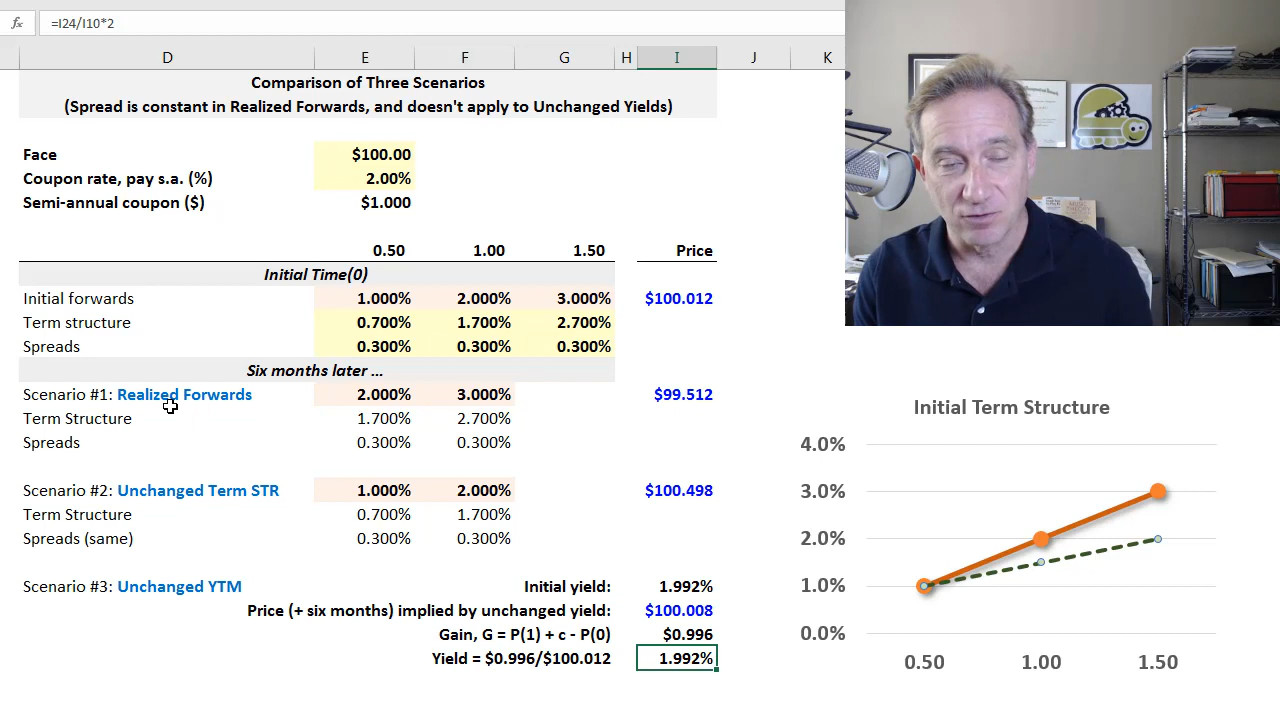 fx =I24/I10*2
D E F G H I J K
Comparison of Three Scenarios
(Spread is constant in Realized Forwards, and doesn't apply to Unchanged Yields)
Face $100.00
Coupon rate, pay s.a. (%) 2.00%
Semi-annual coupon ($) $1.000
0.50 1.00 1.50 Price
Initial Time(0)
Initial forwards 1.000% 2.000% 3.000% $100.012
Term structure 0.700% 1.700% 2.700%
Spreads 0.300% 0.300% 0.300%
Six months later ...
Scenario #1: Realized Forwards 2.000% 3.000% $99.512
Term Structure 1.700% 2.700%
Spreads 0.300% 0.300%
Scenario #2: Unchanged Term STR 1.000% 2.000% $100.498
Term Structure 0.700% 1.700%
Spreads (same) 0.300% 0.300%
Scenario #3: Unchanged YTM Initial yield: 1.992%
Price (+ six months) implied by unchanged yield: $100.008
Gain, G = P(1) + c - P(0) $0.996
Yield = $0.996/$100.012 1.992%
Initial Term Structure
4.0%
3.0%
2.0%
1.0%
0.0%
0.50 1.00 1.50